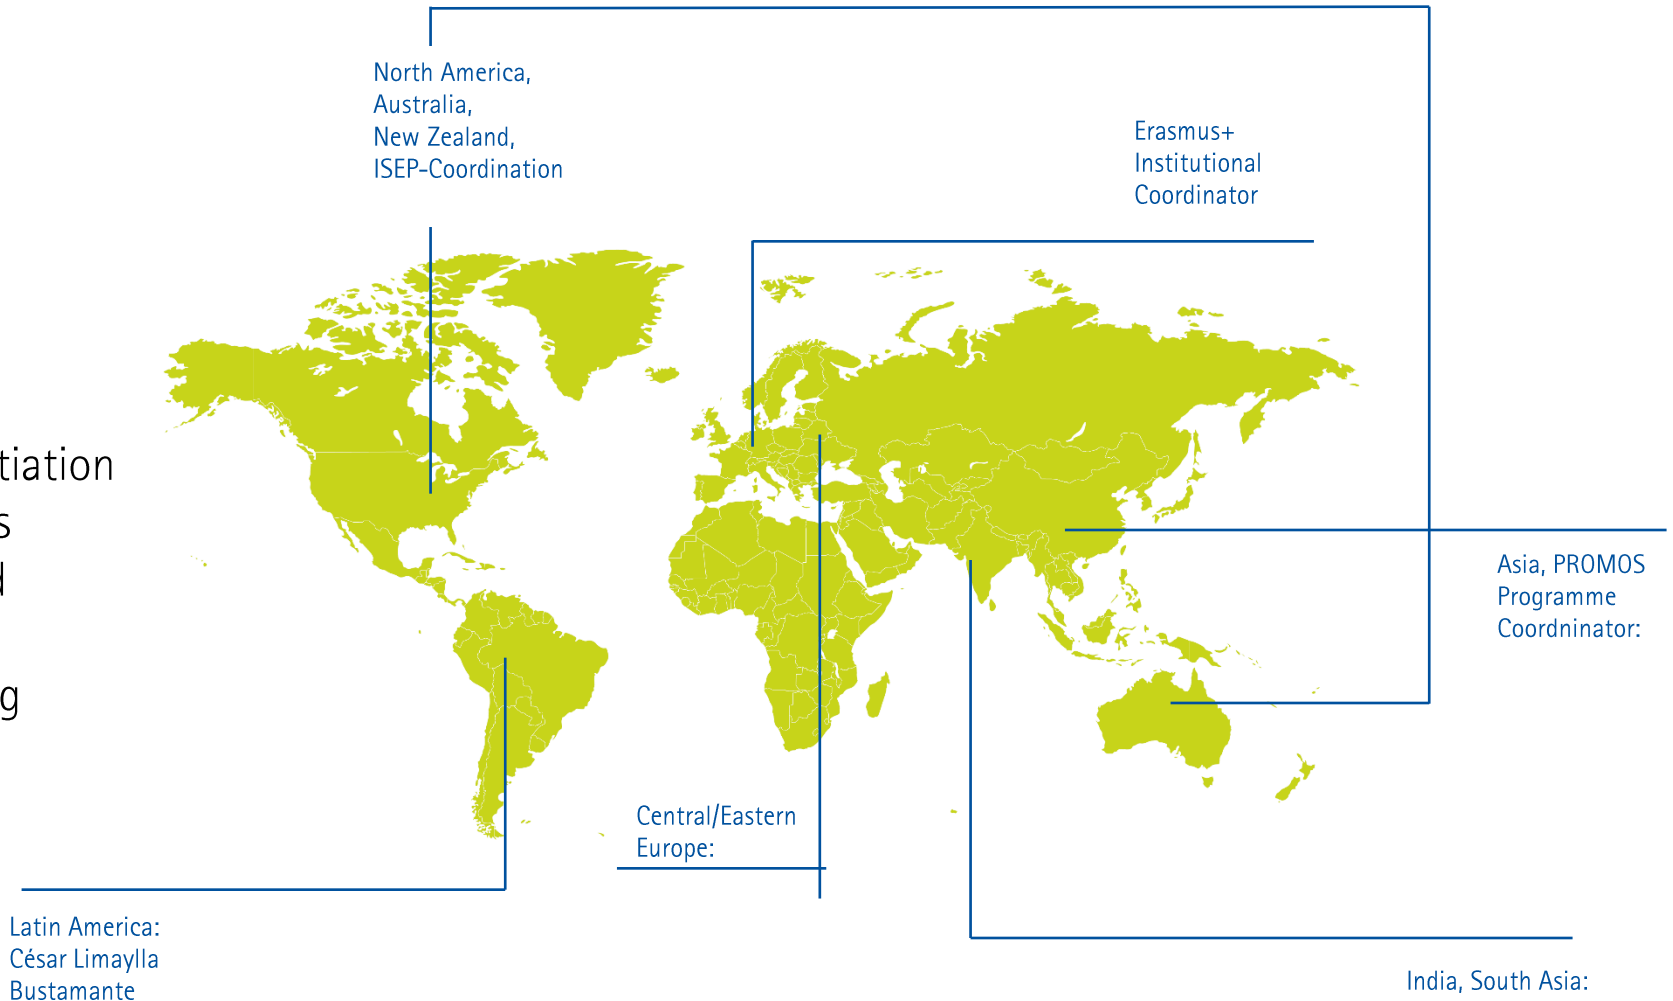 North America,
Australia,
New Zealand,
ISEP-Coordination
Erasmus+
Institutional
Coordinator
tiation
s
d
g
Asia, PROMOS
Programme
Coordninator:
Central/Eastern
Europe:
Latin America:
César Limaylla
Bustamante
India, South Asia: